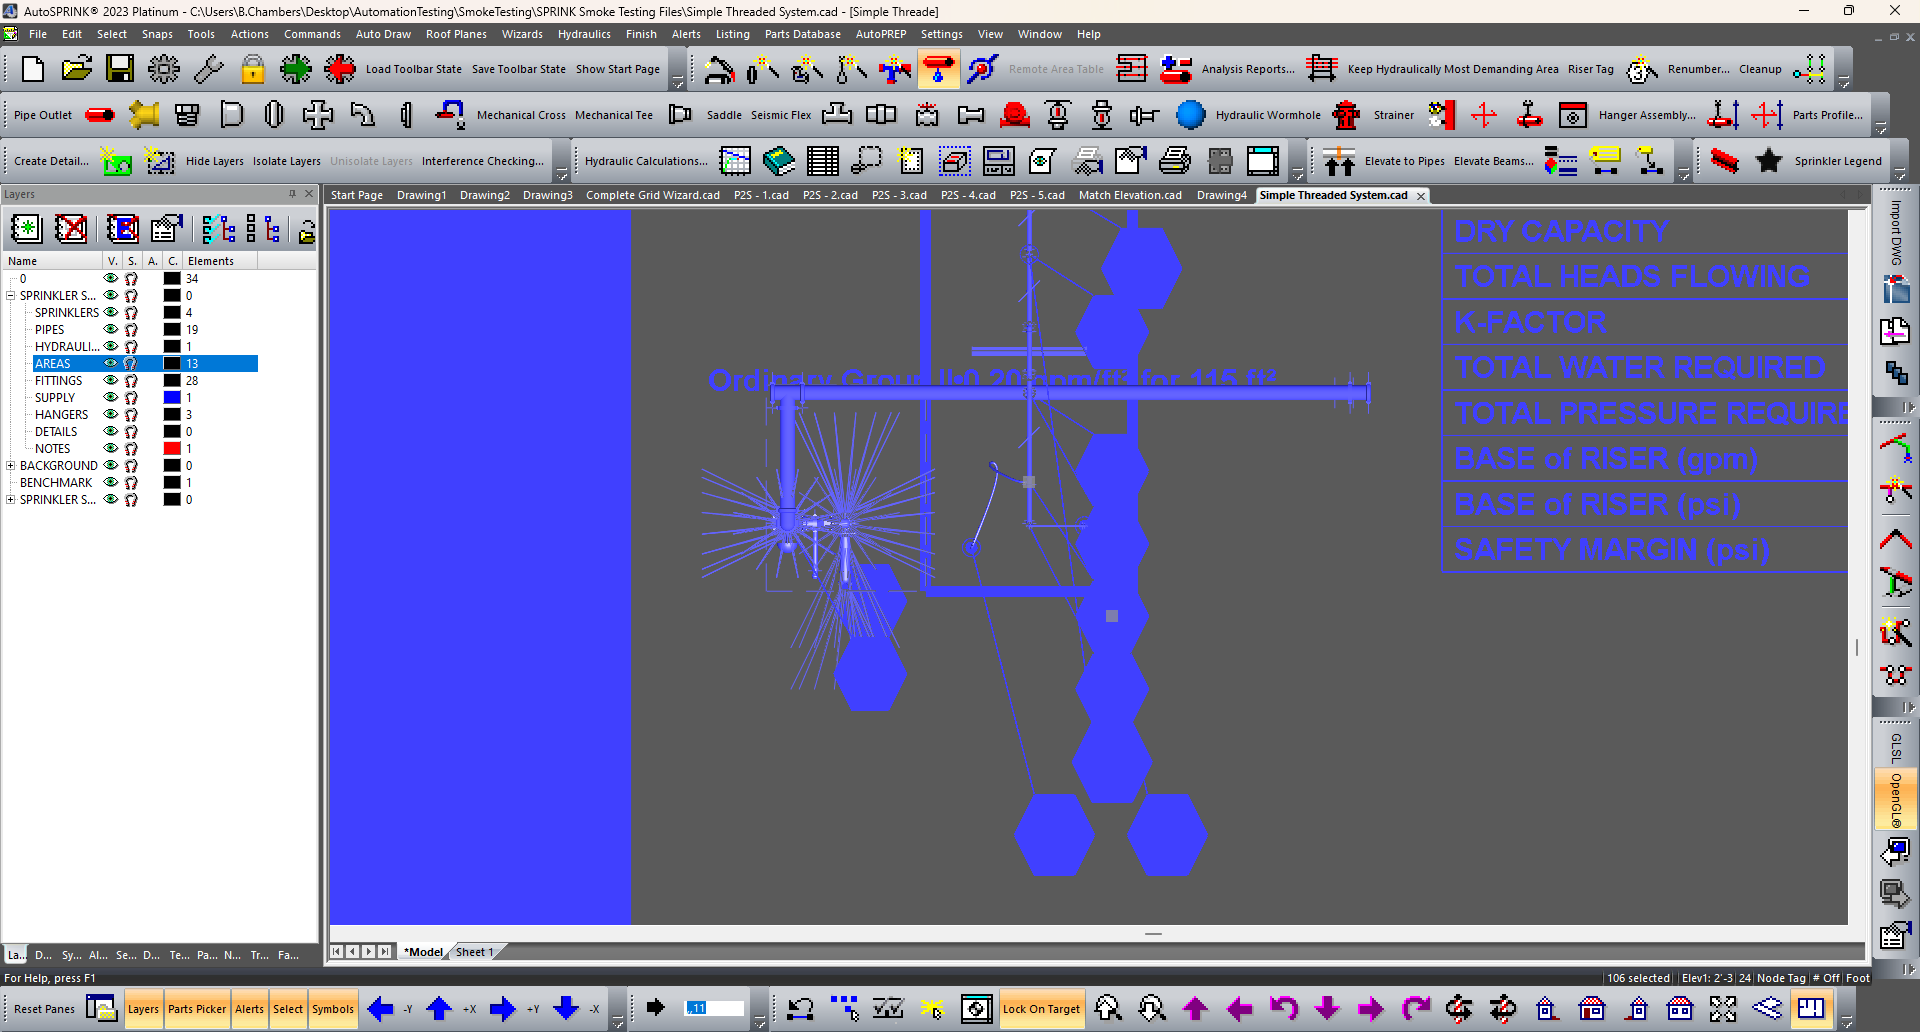 AutoSPRINK® 2023 Platinum - C:\Users\B.Chambers\Desktop\AutomationTesting\SmokeTesting\SPRINK Smoke Testing Files\Simple Threaded System.cad - [Simple Threade]
File Edit Select Snaps Tools Actions Commands Auto Draw Roof Planes Wizards Hydraulics Finish Alerts Listing Parts Database AutoPREP Settings View Window Help
Load Toolbar State Save Toolbar State Show Start Page Remote Area Table Analysis Reports... Keep Hydraulically Most Demanding Area Riser Tag Renumber... Cleanup
Pipe Outlet Mechanical Cross Mechanical Tee Saddle Seismic Flex Hydraulic Wormhole Strainer Hanger Assembly... Parts Profile...
Create Detail... Hide Layers Isolate Layers Unisolate Layers Interference Checking... Hydraulic Calculations... Elevate to Pipes Elevate Beams... Sprinkler Legend
Layers
Start Page Drawing1 Drawing2 Drawing3 Complete Grid Wizard.cad P2S - 1.cad P2S - 2.cad P2S - 3.cad P2S - 4.cad P2S - 5.cad Match Elevation.cad Drawing4 Simple Threaded System.cad
Name V. S. A. C. Elements
0 34
SPRINKLER S... 0
SPRINKLERS 4
PIPES 19
HYDRAULI... 1
AREAS 13
FITTINGS 28
SUPPLY 1
HANGERS 3
DETAILS 0
NOTES 1
BACKGROUND 0
BENCHMARK 1
SPRINKLER S... 0
DRY CAPACITY
TOTAL HEADS FLOWING
K-FACTOR
TOTAL WATER REQUIRED
TOTAL PRESSURE REQUIRE
BASE of RISER (gpm)
BASE of RISER (psi)
SAFETY MARGIN (psi)
Import DWG
GLSL
OpenGL®
La... D... Sy... Al... Se... D... Te... Pa... N... Tr... Fa...
*Model Sheet 1
For Help, press F1
106 selected Elev1: 2'-3 24 Node Tag # Off Foot
Reset Panes Layers Parts Picker Alerts Select Symbols -Y +X +Y -X Lock On Target